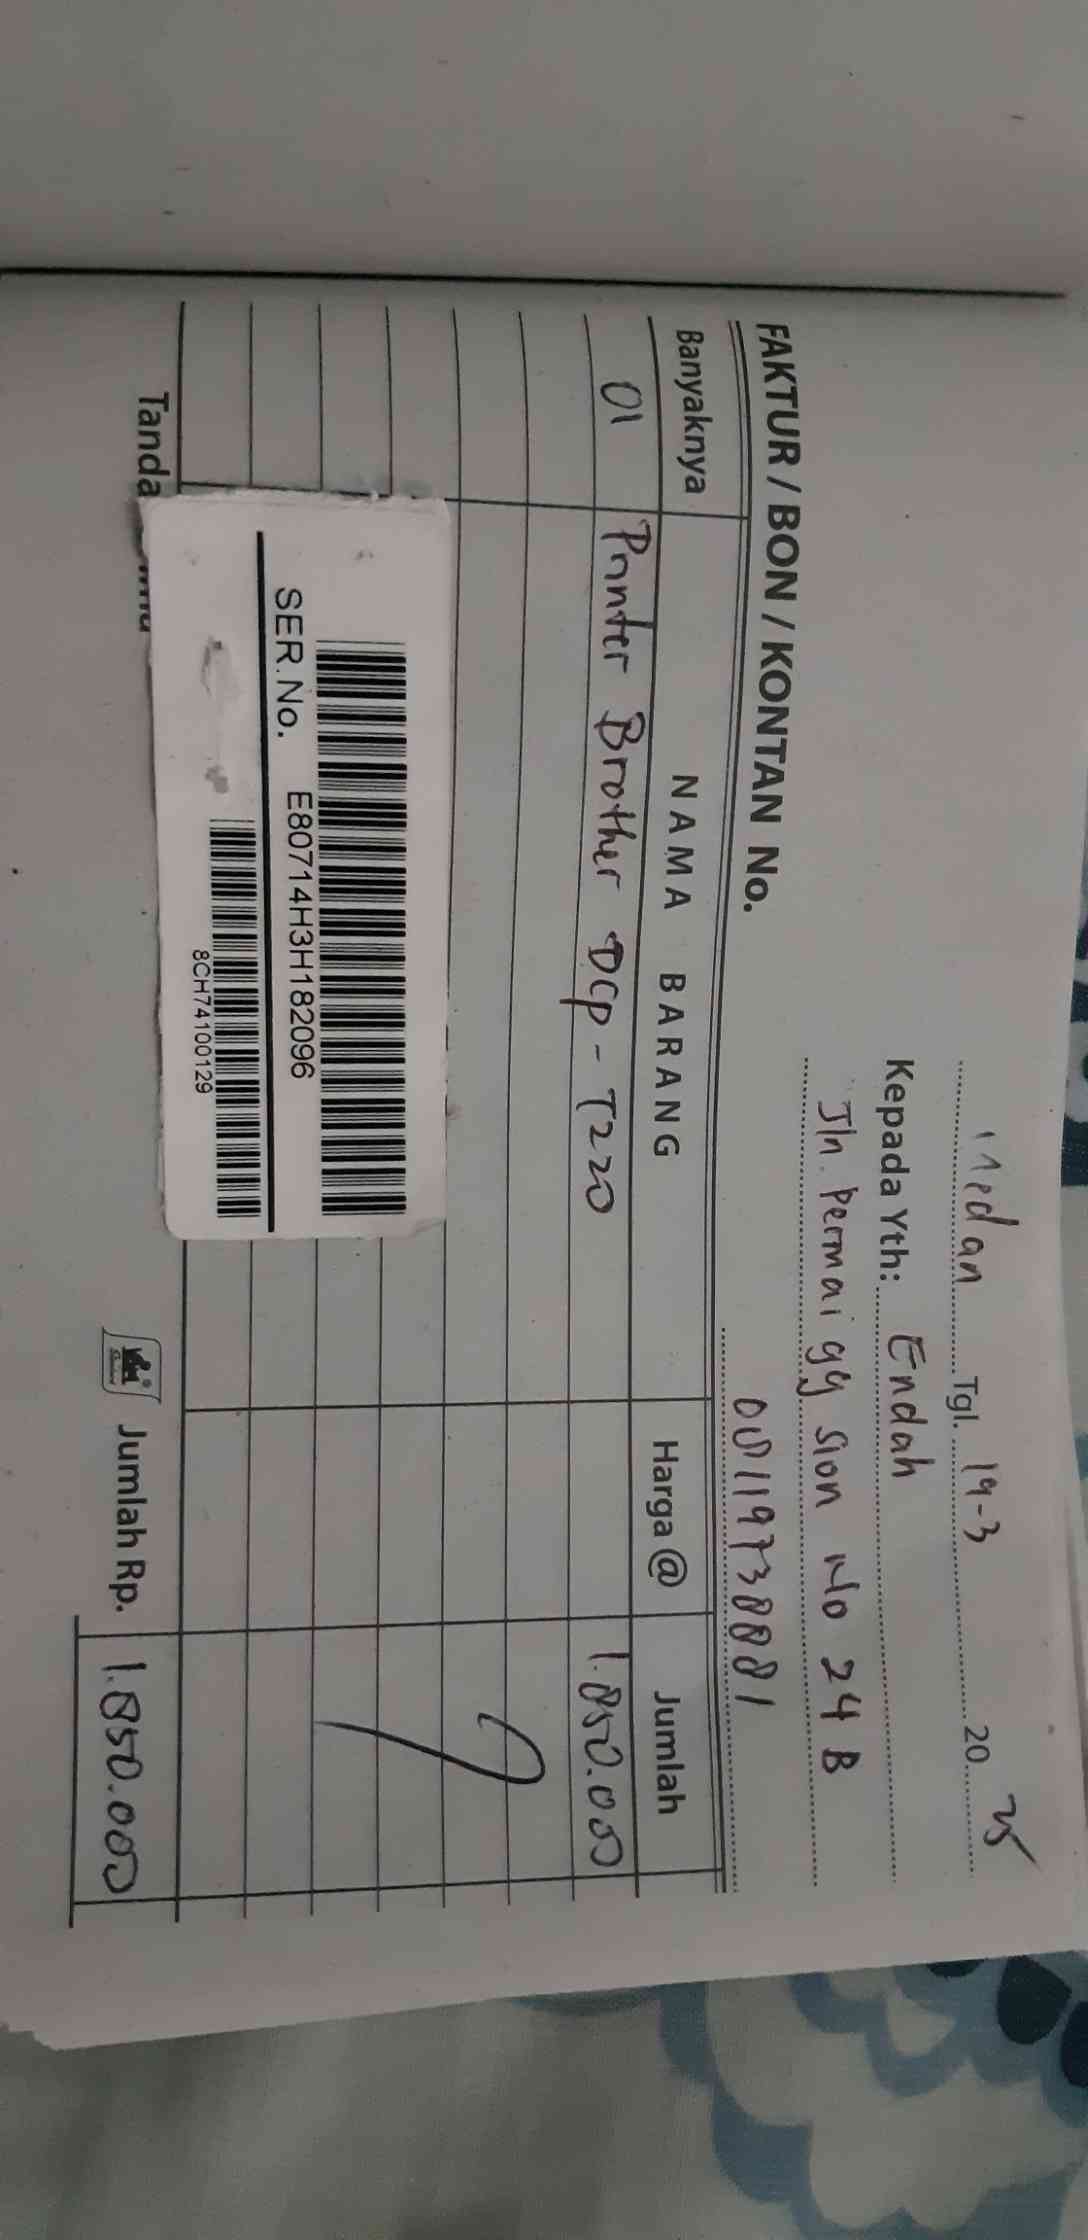 Medan Tgl. 19-3 20 25
Kepada Yth: Endah
Jln. Permai gg sion No 24 B
08119738881
FAKTUR / BON / KONTAN No.
Banyaknya NAMA BARANG Harga @ Jumlah
01 Printer Brother DCP-T220 1.850.000
SER.No. E80714H3H182096
8CH74100129
Tanda Jumlah Rp. 1.850.000